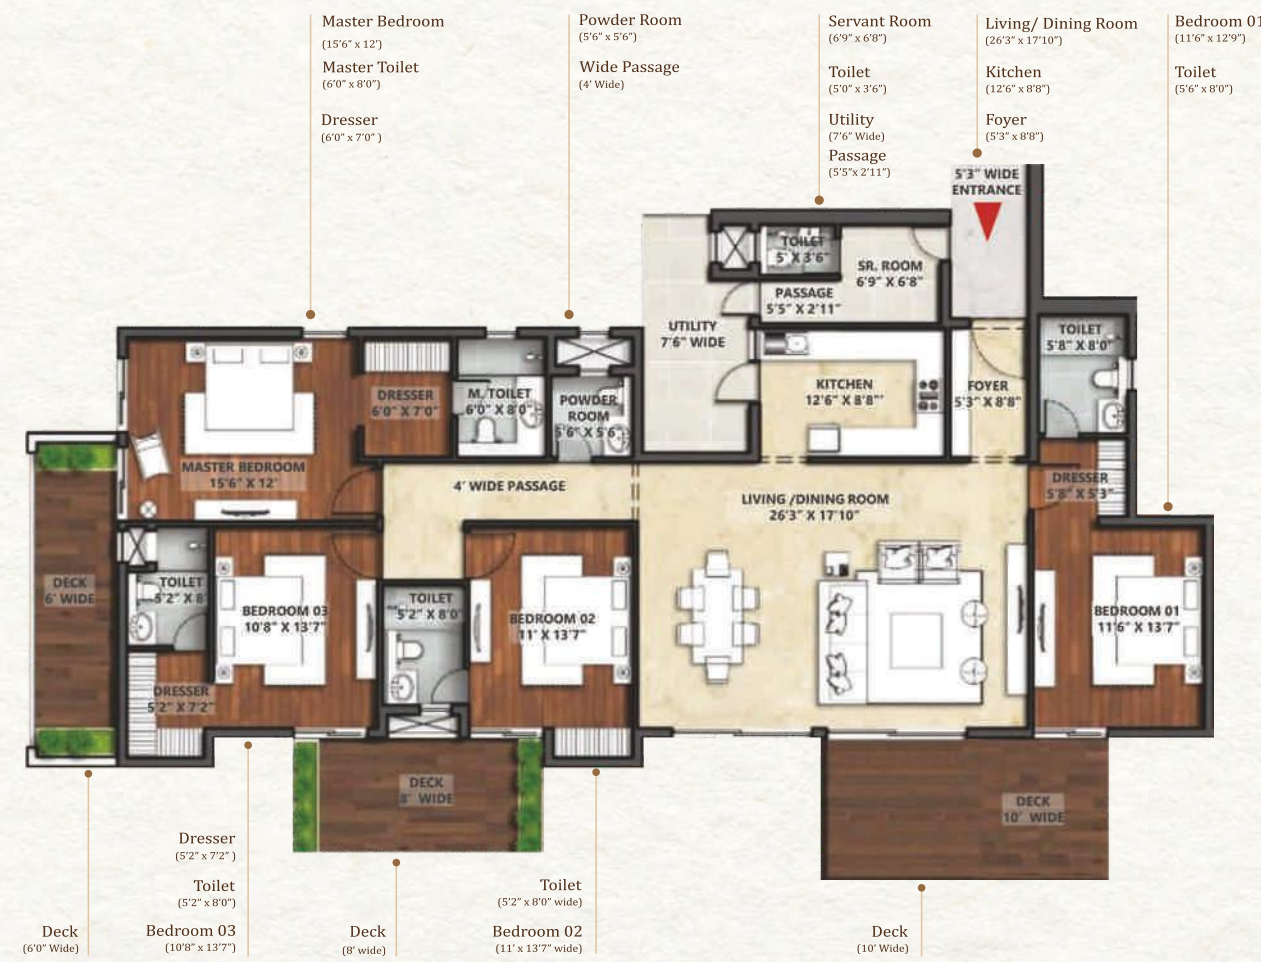 Master Bedroom
(15'6" x 12')
Master Toilet
(6'0" x 8'0")
Dresser
(6'0" x 7'0" )
Powder Room
(5'6" x 5'6")
Wide Passage
(4' Wide)
Servant Room
(6'9" x 6'8")
Toilet
(5'0" x 3'6")
Utility
(7'6" Wide)
Passage
(5'5"x 2'11")
Living/ Dining Room
(26'3" x 17'10")
Kitchen
(12'6" x 8'8")
Foyer
(5'3" x 8'8")
Bedroom 01
(11'6" x 12'9")
Toilet
(5'6" x 8'0")
5'3" WIDE
ENTRANCE
TOILET
5' X 3'6"
SR. ROOM
6'9" X 6'8"
PASSAGE
5'5" X 2'11"
UTILITY
7'6" WIDE
TOILET
5'8" X 8'0"
KITCHEN
12'6" X 8'8"'
FOYER
5'3" X 8'8"
DRESSER
6'0" X 7'0"
M. TOILET
6'0" X 8'0"
POWDER
ROOM
5'6" X 5'6"
MASTER BEDROOM
15'6" X 12'
4' WIDE PASSAGE
LIVING /DINING ROOM
26'3" X 17'10"
DRESSER
5'8" X 5'3"
DECK
6' WIDE
TOILET
5'2" X 8'
BEDROOM 03
10'8" X 13'7"
TOILET
5'2" X 8'0"
BEDROOM 02
11' X 13'7"
BEDROOM 01
11'6" X 13'7"
DRESSER
5'2" X 7'2"
DECK
8' WIDE
DECK
10' WIDE
Deck
(6'0" Wide)
Dresser
(5'2" x 7'2" )
Toilet
(5'2" x 8'0")
Bedroom 03
(10'8" x 13'7")
Deck
(8' wide)
Toilet
(5'2" x 8'0" wide)
Bedroom 02
(11' x 13'7" wide)
Deck
(10' Wide)